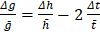 Δg/ḡ = Δh/h̄ − 2 Δt/t̄